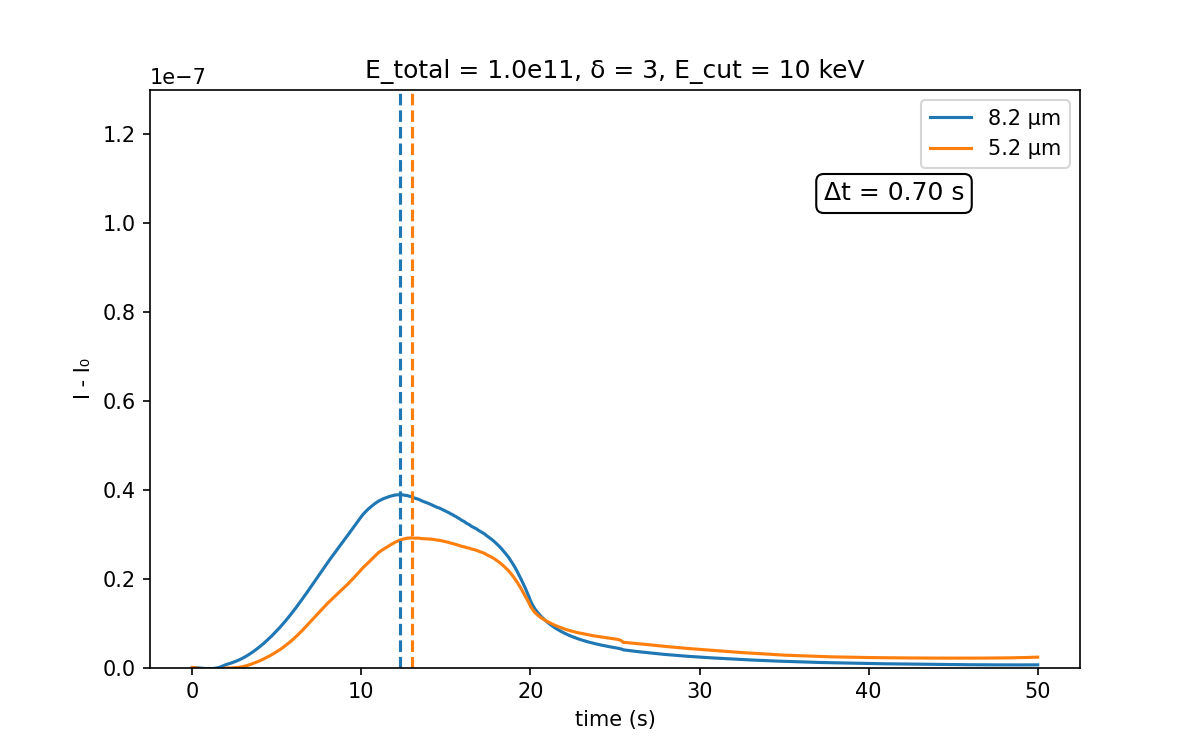 E_total = 1.0e11, δ = 3, E_cut = 10 keV
1e−7
8.2 μm
5.2 μm
Δt = 0.70 s
1.2
1.0
0.8
0.6
0.4
0.2
0.0
I - I₀
0 10 20 30 40 50
time (s)